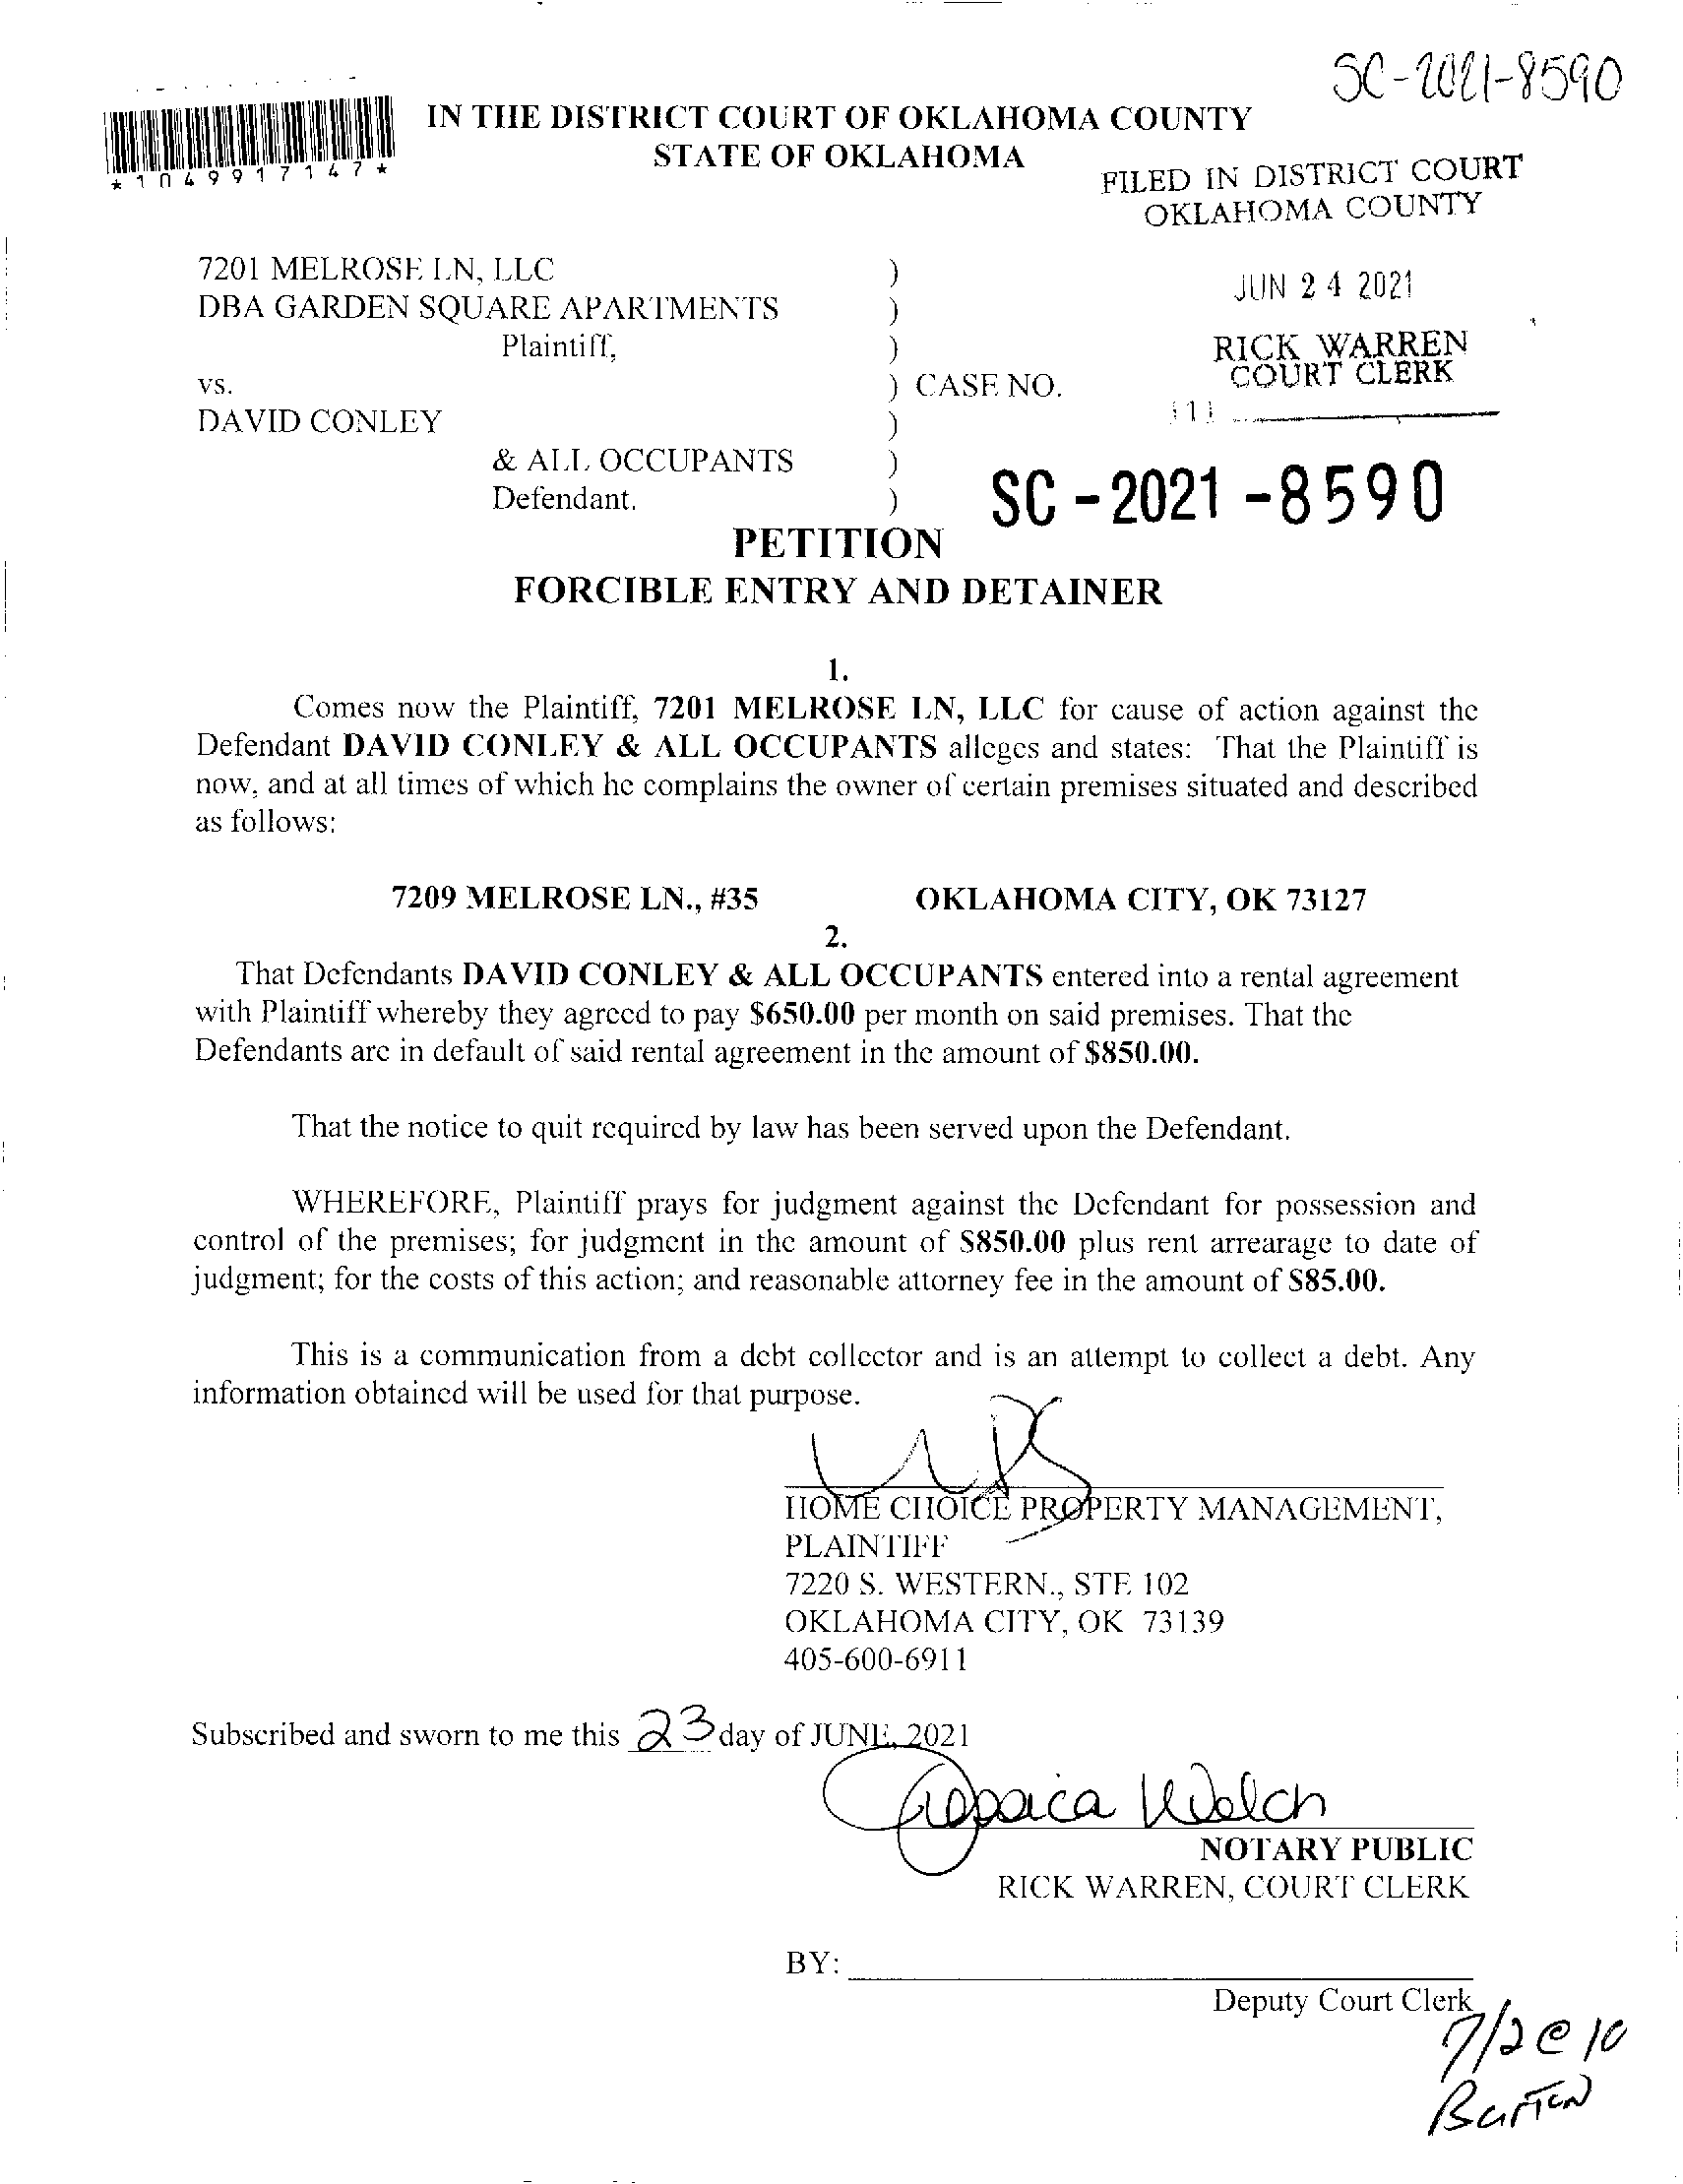 SC-2021-8590
IN THE DISTRICT COURT OF OKLAHOMA COUNTY
STATE OF OKLAHOMA
*1049917147*
FILED IN DISTRICT COURT
OKLAHOMA COUNTY
JUN 24 2021
RICK WARREN
COURT CLERK
7201 MELROSE LN, LLC )
DBA GARDEN SQUARE APARTMENTS )
Plaintiff, )
vs. ) CASE NO.
DAVID CONLEY )
& ALL OCCUPANTS )
Defendant. )
SC - 2021 - 8590
PETITION
FORCIBLE ENTRY AND DETAINER
1.
Comes now the Plaintiff, 7201 MELROSE LN, LLC for cause of action against the
Defendant DAVID CONLEY & ALL OCCUPANTS alleges and states: That the Plaintiff is
now, and at all times of which he complains the owner of certain premises situated and described
as follows:
7209 MELROSE LN., #35 OKLAHOMA CITY, OK 73127
2.
That Defendants DAVID CONLEY & ALL OCCUPANTS entered into a rental agreement
with Plaintiff whereby they agreed to pay $650.00 per month on said premises. That the
Defendants are in default of said rental agreement in the amount of $850.00.
That the notice to quit required by law has been served upon the Defendant.
WHEREFORE, Plaintiff prays for judgment against the Defendant for possession and
control of the premises; for judgment in the amount of $850.00 plus rent arrearage to date of
judgment; for the costs of this action; and reasonable attorney fee in the amount of $85.00.
This is a communication from a debt collector and is an attempt to collect a debt. Any
information obtained will be used for that purpose.
HOME CHOICE PROPERTY MANAGEMENT,
PLAINTIFF
7220 S. WESTERN., STE 102
OKLAHOMA CITY, OK 73139
405-600-6911
Subscribed and sworn to me this 23 day of JUNE, 2021
Jessica Welch
NOTARY PUBLIC
RICK WARREN, COURT CLERK
BY:
Deputy Court Clerk
7/2 @ 10
Burton